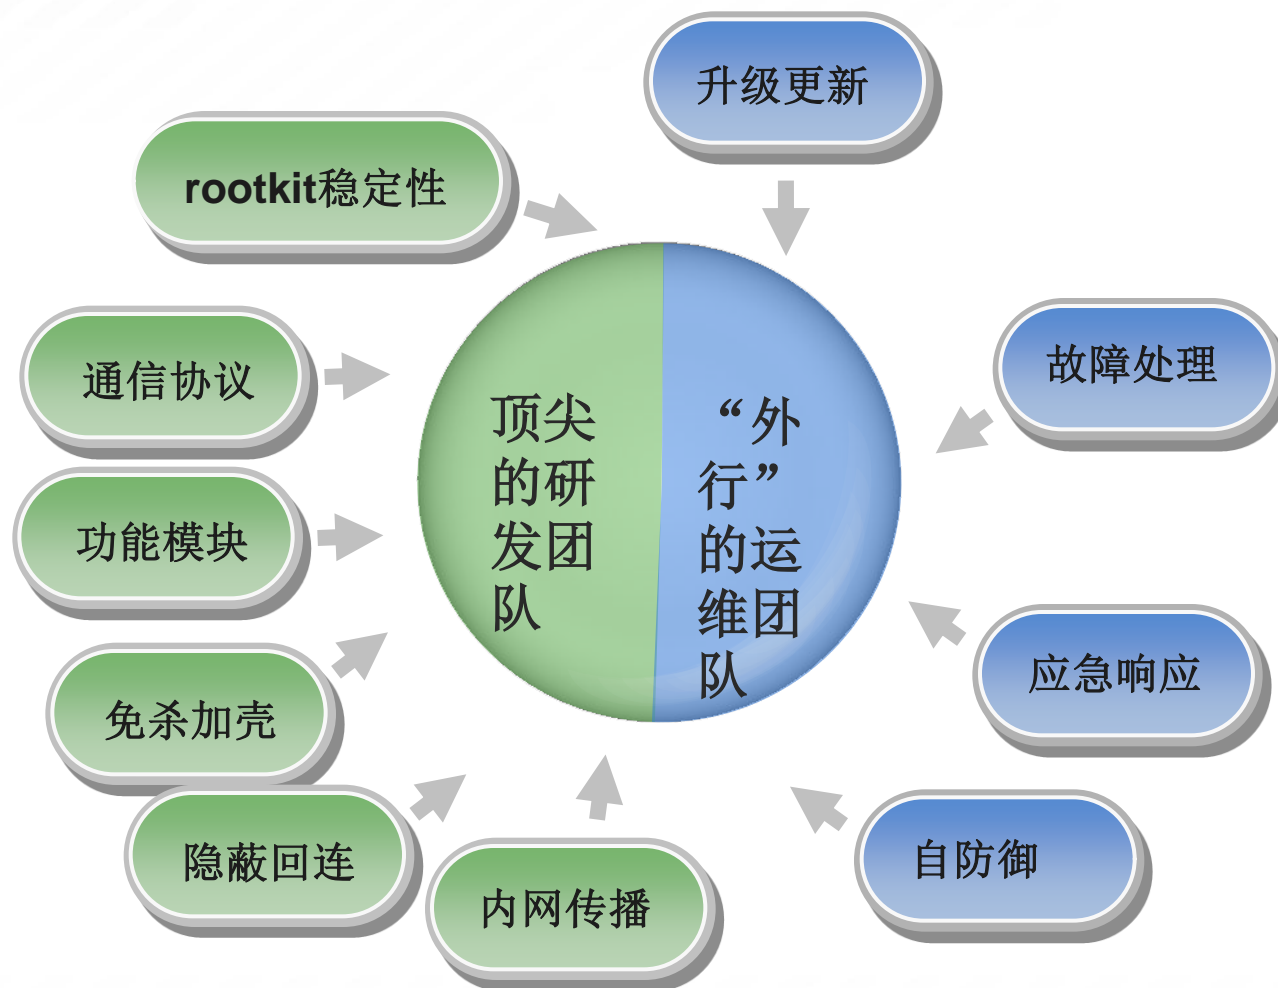 升级更新
rootkit稳定性
通信协议
故障处理
顶尖
的研
发团
队
“外
行”
的运
维团
队
功能模块
免杀加壳
应急响应
隐蔽回连
自防御
内网传播